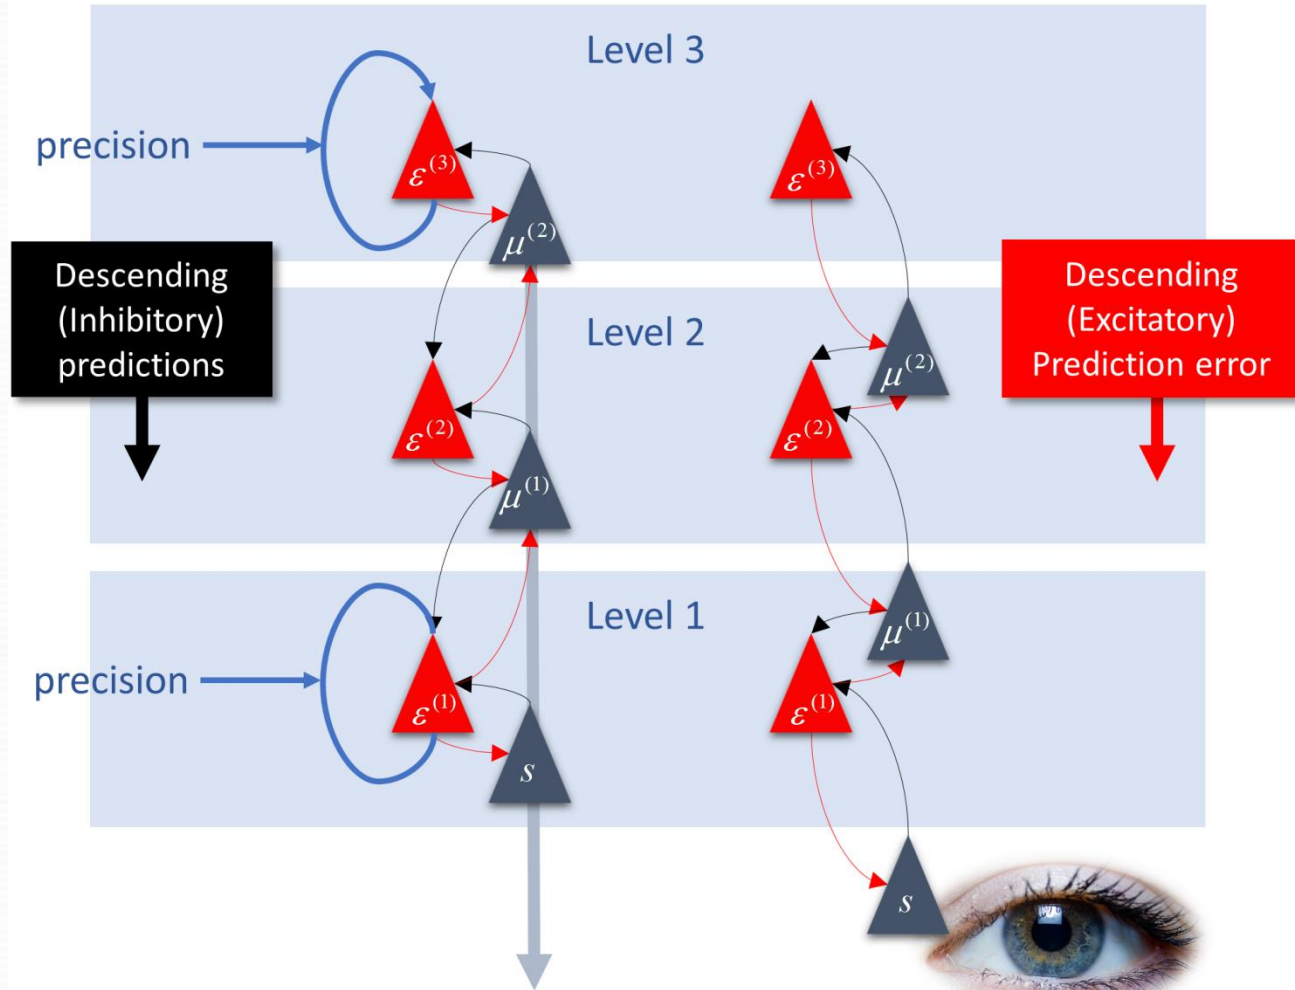 Level 3
precision
ε(3)
μ(2)
ε(3)
Descending
(Inhibitory)
predictions
Descending
(Excitatory)
Prediction error
Level 2
ε(2)
μ(1)
μ(2)
ε(2)
Level 1
precision
ε(1)
s
μ(1)
ε(1)
s